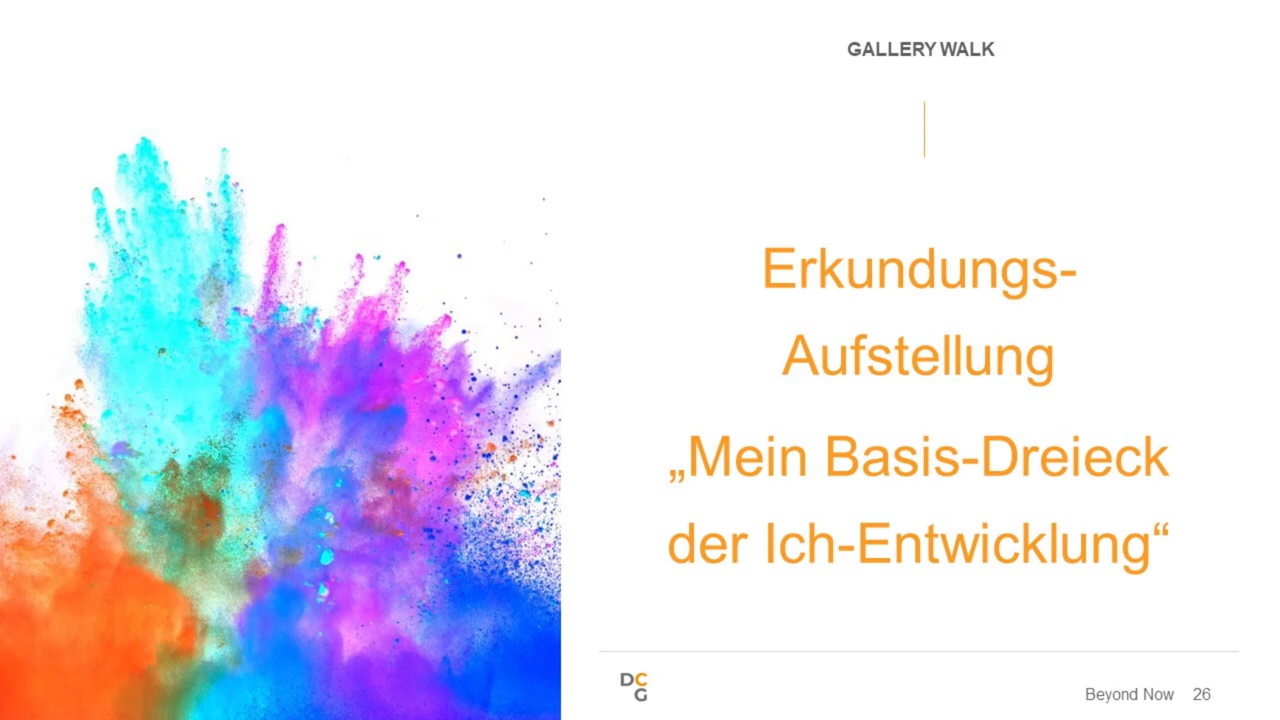 GALLERY WALK
Erkundungs-
Aufstellung
„Mein Basis-Dreieck
der Ich-Entwicklung“
DC
G
Beyond Now 26